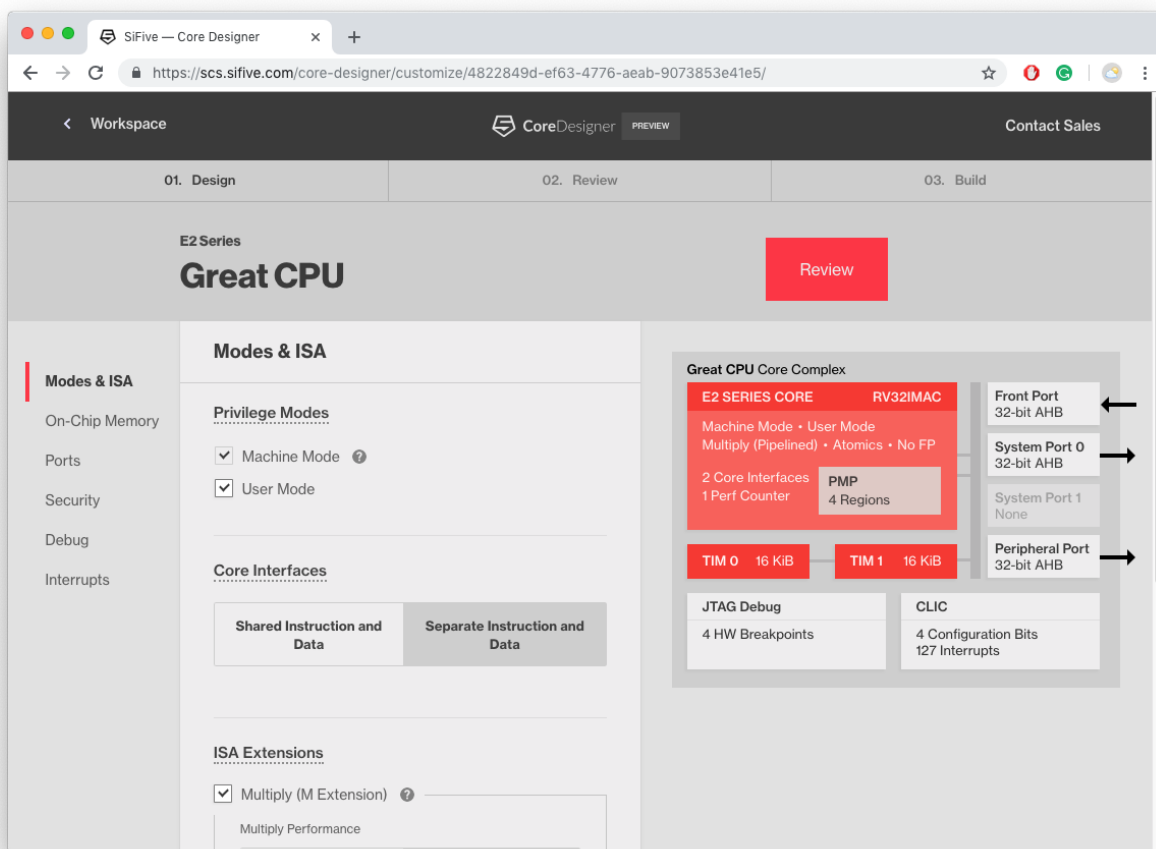 SiFive — Core Designer
https://scs.sifive.com/core-designer/customize/4822849d-ef63-4776-aeab-9073853e41e5/
Workspace
CoreDesigner PREVIEW
Contact Sales
01. Design
02. Review
03. Build
E2 Series
Great CPU
Review
Modes & ISA
On-Chip Memory
Ports
Security
Debug
Interrupts
Modes & ISA
Privilege Modes
Machine Mode ?
User Mode
Core Interfaces
Shared Instruction and
Data
Separate Instruction and
Data
ISA Extensions
Multiply (M Extension) ?
Multiply Performance
Great CPU Core Complex
E2 SERIES CORE RV32IMAC
Machine Mode • User Mode
Multiply (Pipelined) • Atomics • No FP
2 Core Interfaces
1 Perf Counter
PMP
4 Regions
TIM 0 16 KiB
TIM 1 16 KiB
Front Port
32-bit AHB
System Port 0
32-bit AHB
System Port 1
None
Peripheral Port
32-bit AHB
JTAG Debug
4 HW Breakpoints
CLIC
4 Configuration Bits
127 Interrupts